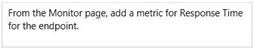 From the Monitor page, add a metric for Response Time
for the endpoint.